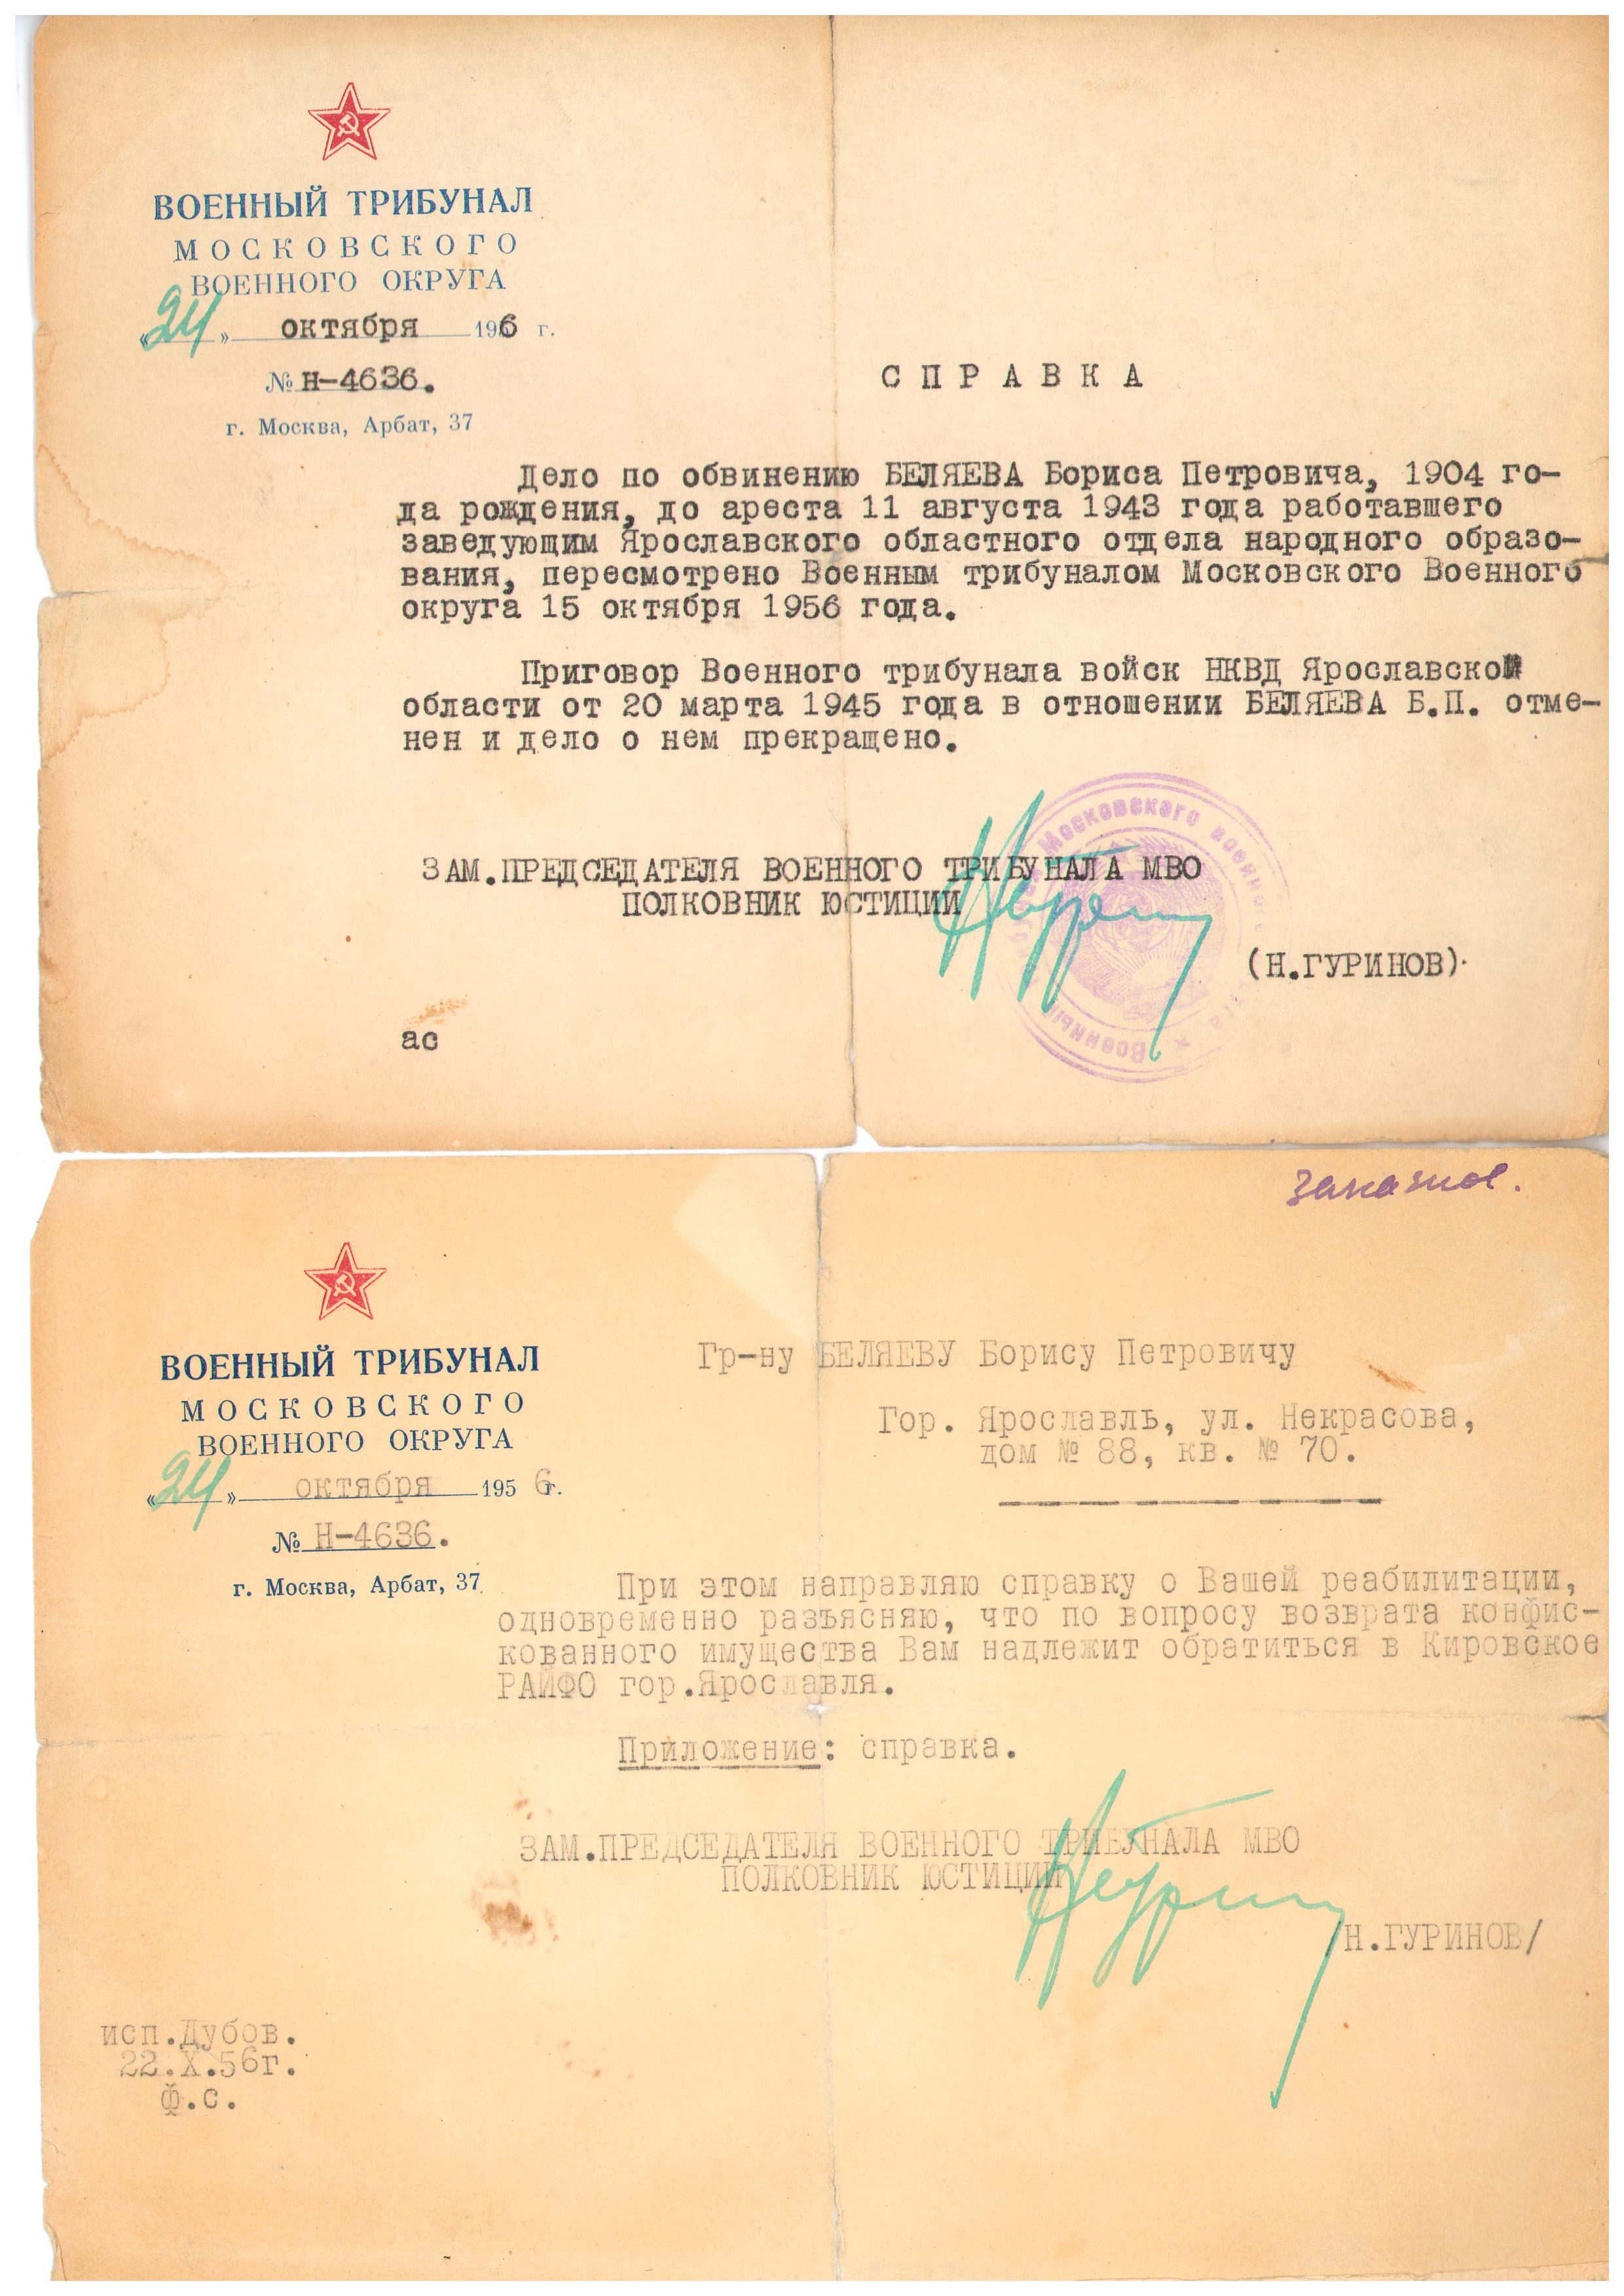 ВОЕННЫЙ ТРИБУНАЛ
МОСКОВСКОГО
ВОЕННОГО ОКРУГА
«24» октября 1956 г.
№ Н-4636.
г. Москва, Арбат, 37
СПРАВКА
Дело по обвинению БЕЛЯЕВА Бориса Петровича, 1904 го-
да рождения, до ареста 11 августа 1943 года работавшего
заведующим Ярославского областного отдела народного образо-
вания, пересмотрено Военным трибуналом Московского Военного
округа 15 октября 1956 года.
Приговор Военного трибунала войск НКВД Ярославской
области от 20 марта 1945 года в отношении БЕЛЯЕВА Б.П. отме-
нен и дело о нем прекращено.
ЗАМ.ПРЕДСЕДАТЕЛЯ ВОЕННОГО ТРИБУНАЛА МВО
ПОЛКОВНИК ЮСТИЦИИ
(Н.ГУРИНОВ)
Военный Московского военного
ас
заказное.
ВОЕННЫЙ ТРИБУНАЛ
МОСКОВСКОГО
ВОЕННОГО ОКРУГА
«24» октября 1956г.
№ Н-4636.
г. Москва, Арбат, 37
Гр-ну БЕЛЯЕВУ Борису Петровичу
Гор. Ярославль, ул. Некрасова,
дом № 88, кв. № 70.
При этом направляю справку о Вашей реабилитации,
одновременно разъясняю, что по вопросу возврата конфис-
кованного имущества Вам надлежит обратиться в Кировское
РАЙФО гор.Ярославля.
Приложение: справка.
ЗАМ.ПРЕДСЕДАТЕЛЯ ВОЕННОГО ТРИБУНАЛА МВО
ПОЛКОВНИК ЮСТИЦИИ
/Н.ГУРИНОВ/
исп.Дубов.
22.X.56г.
ф.с.